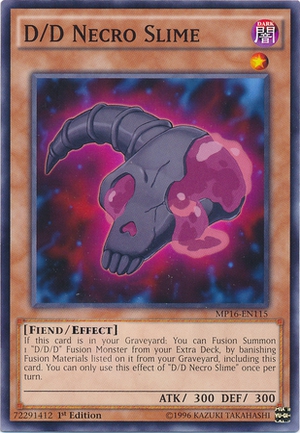 D/D Necro Slime
DARK
闇
MP16-EN115
[FIEND/EFFECT]
If this card is in your Graveyard: You can Fusion Summon
1 "D/D/D" Fusion Monster from your Extra Deck, by banishing
Fusion Materials listed on it from your Graveyard, including
this card. You can only use this effect of "D/D Necro Slime" once per
turn.
ATK/ 300 DEF/ 300
72291412 1st Edition ©1996 KAZUKI TAKAHASHI